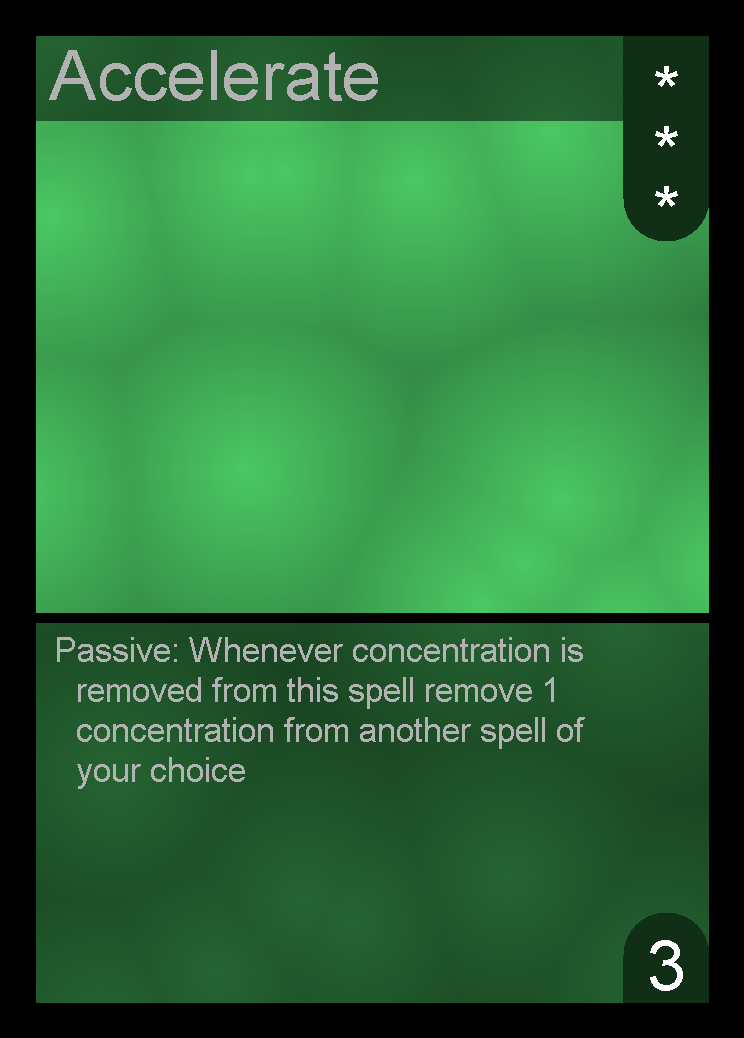 Accelerate
*
*
*
Passive: Whenever concentration is
removed from this spell remove 1
concentration from another spell of
your choice
3